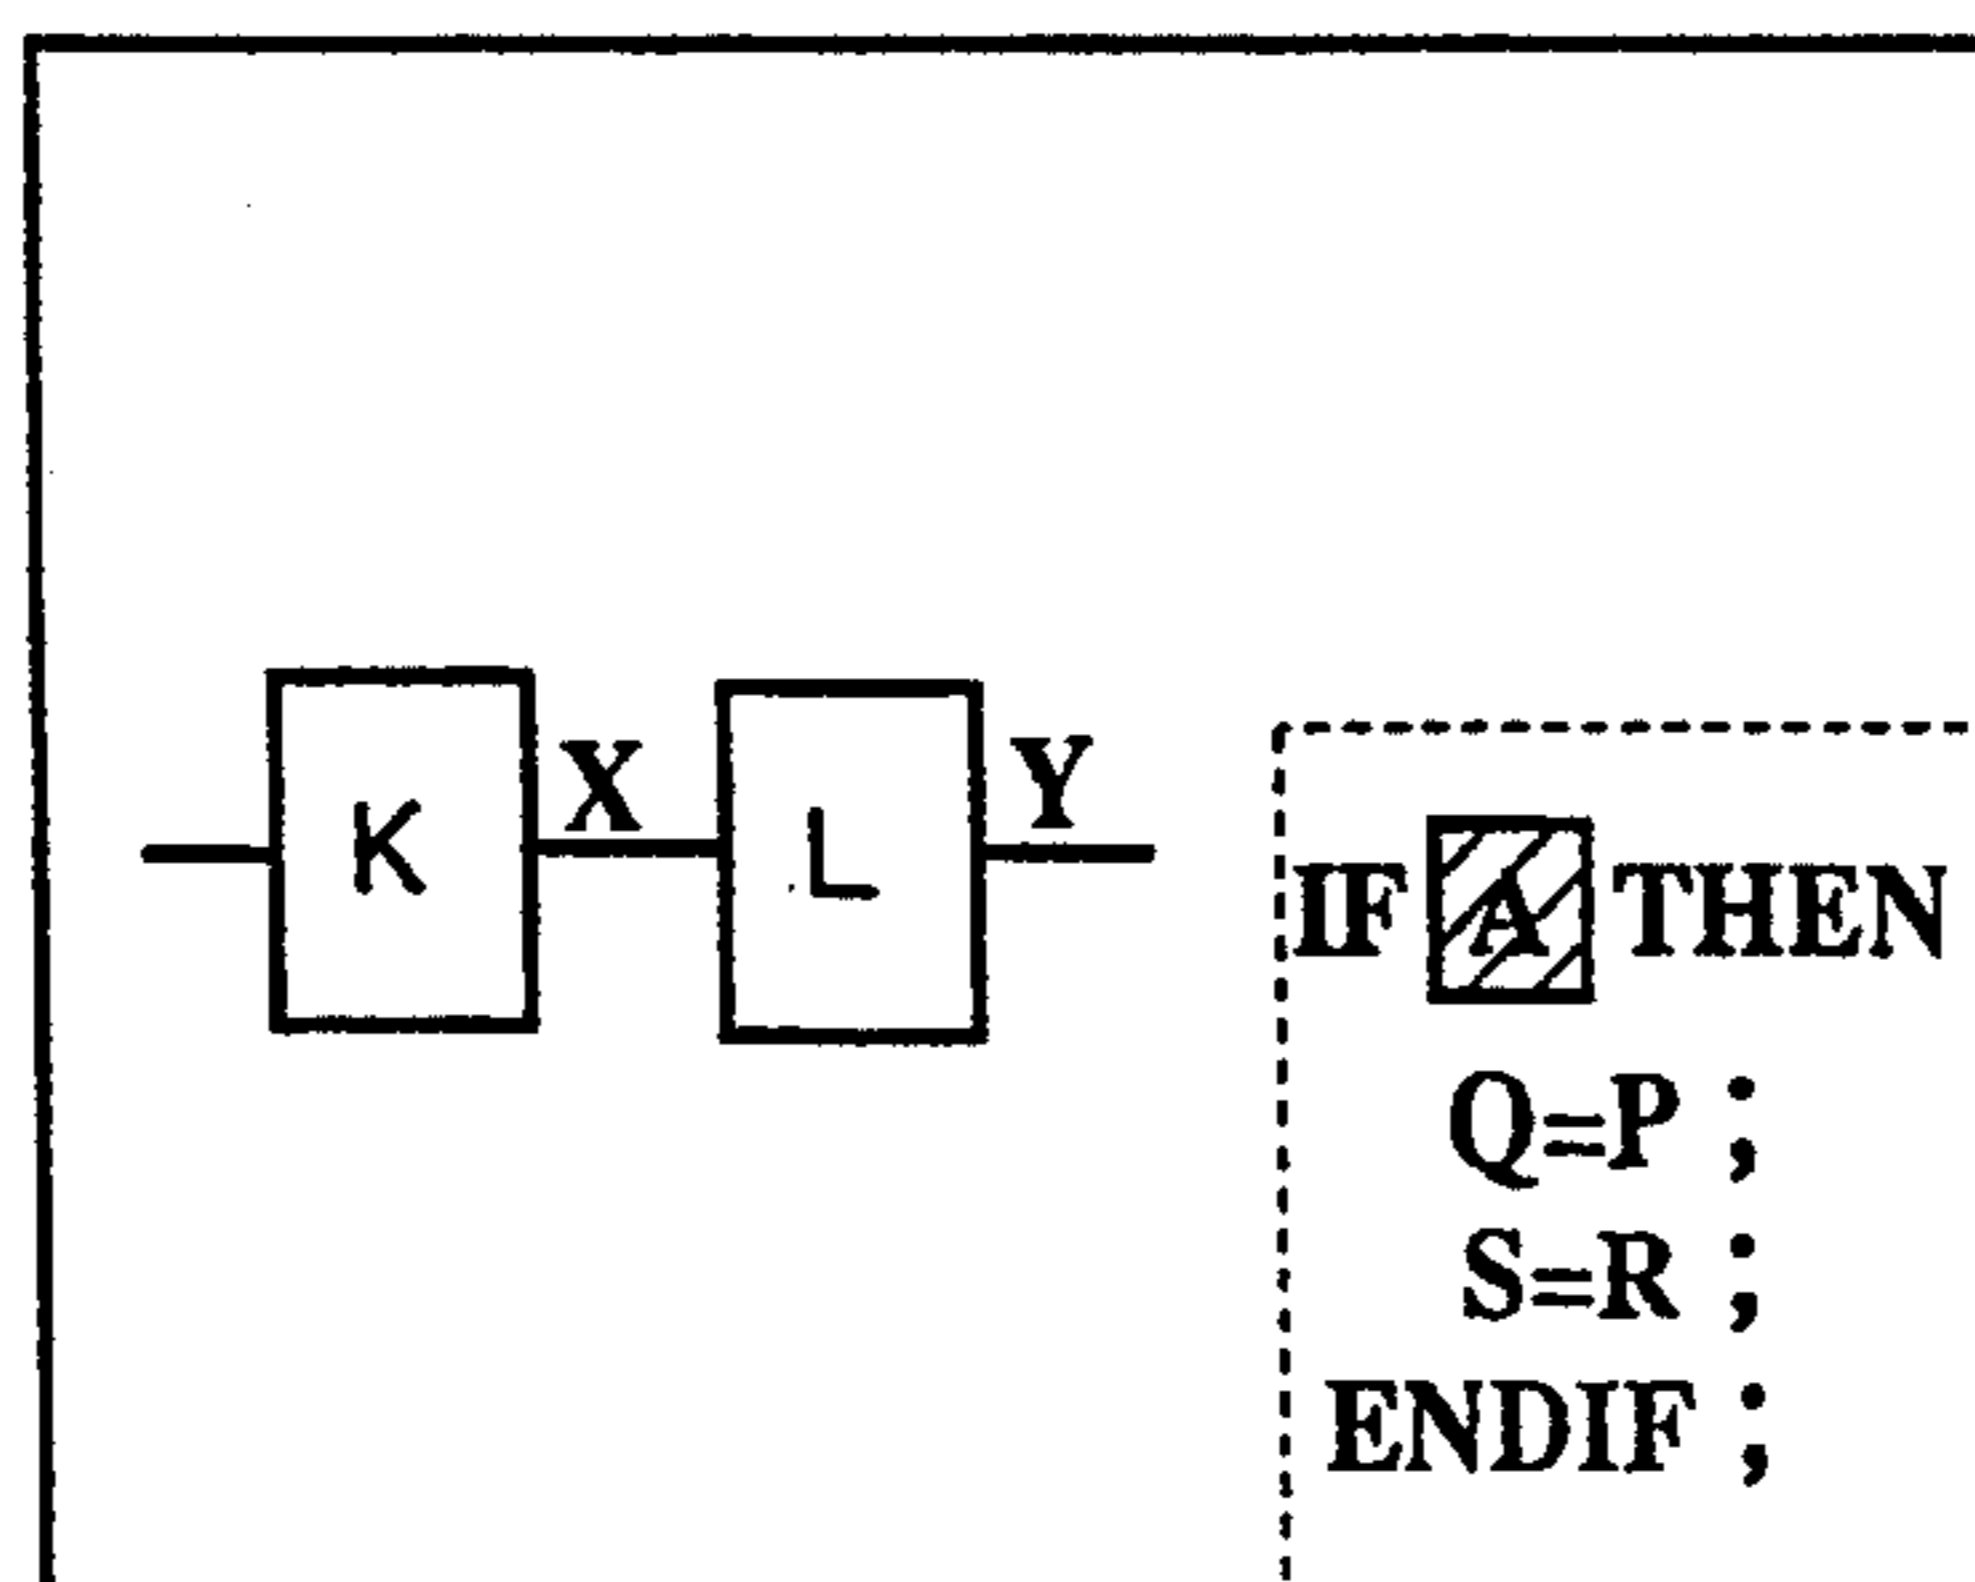 K X L Y
IF A THEN
Q=P ;
S=R ;
ENDIF ;